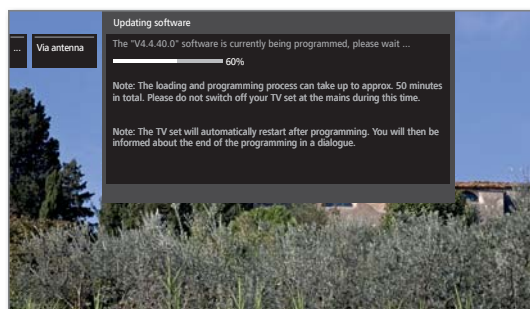 Updating software
... Via antenna
The "V4.4.40.0" software is currently being programmed, please wait ...
60%
Note: The loading and programming process can take up to approx. 50 minutes
in total. Please do not switch off your TV set at the mains during this time.
Note: The TV set will automatically restart after programming. You will then be
informed about the end of the programming in a dialogue.